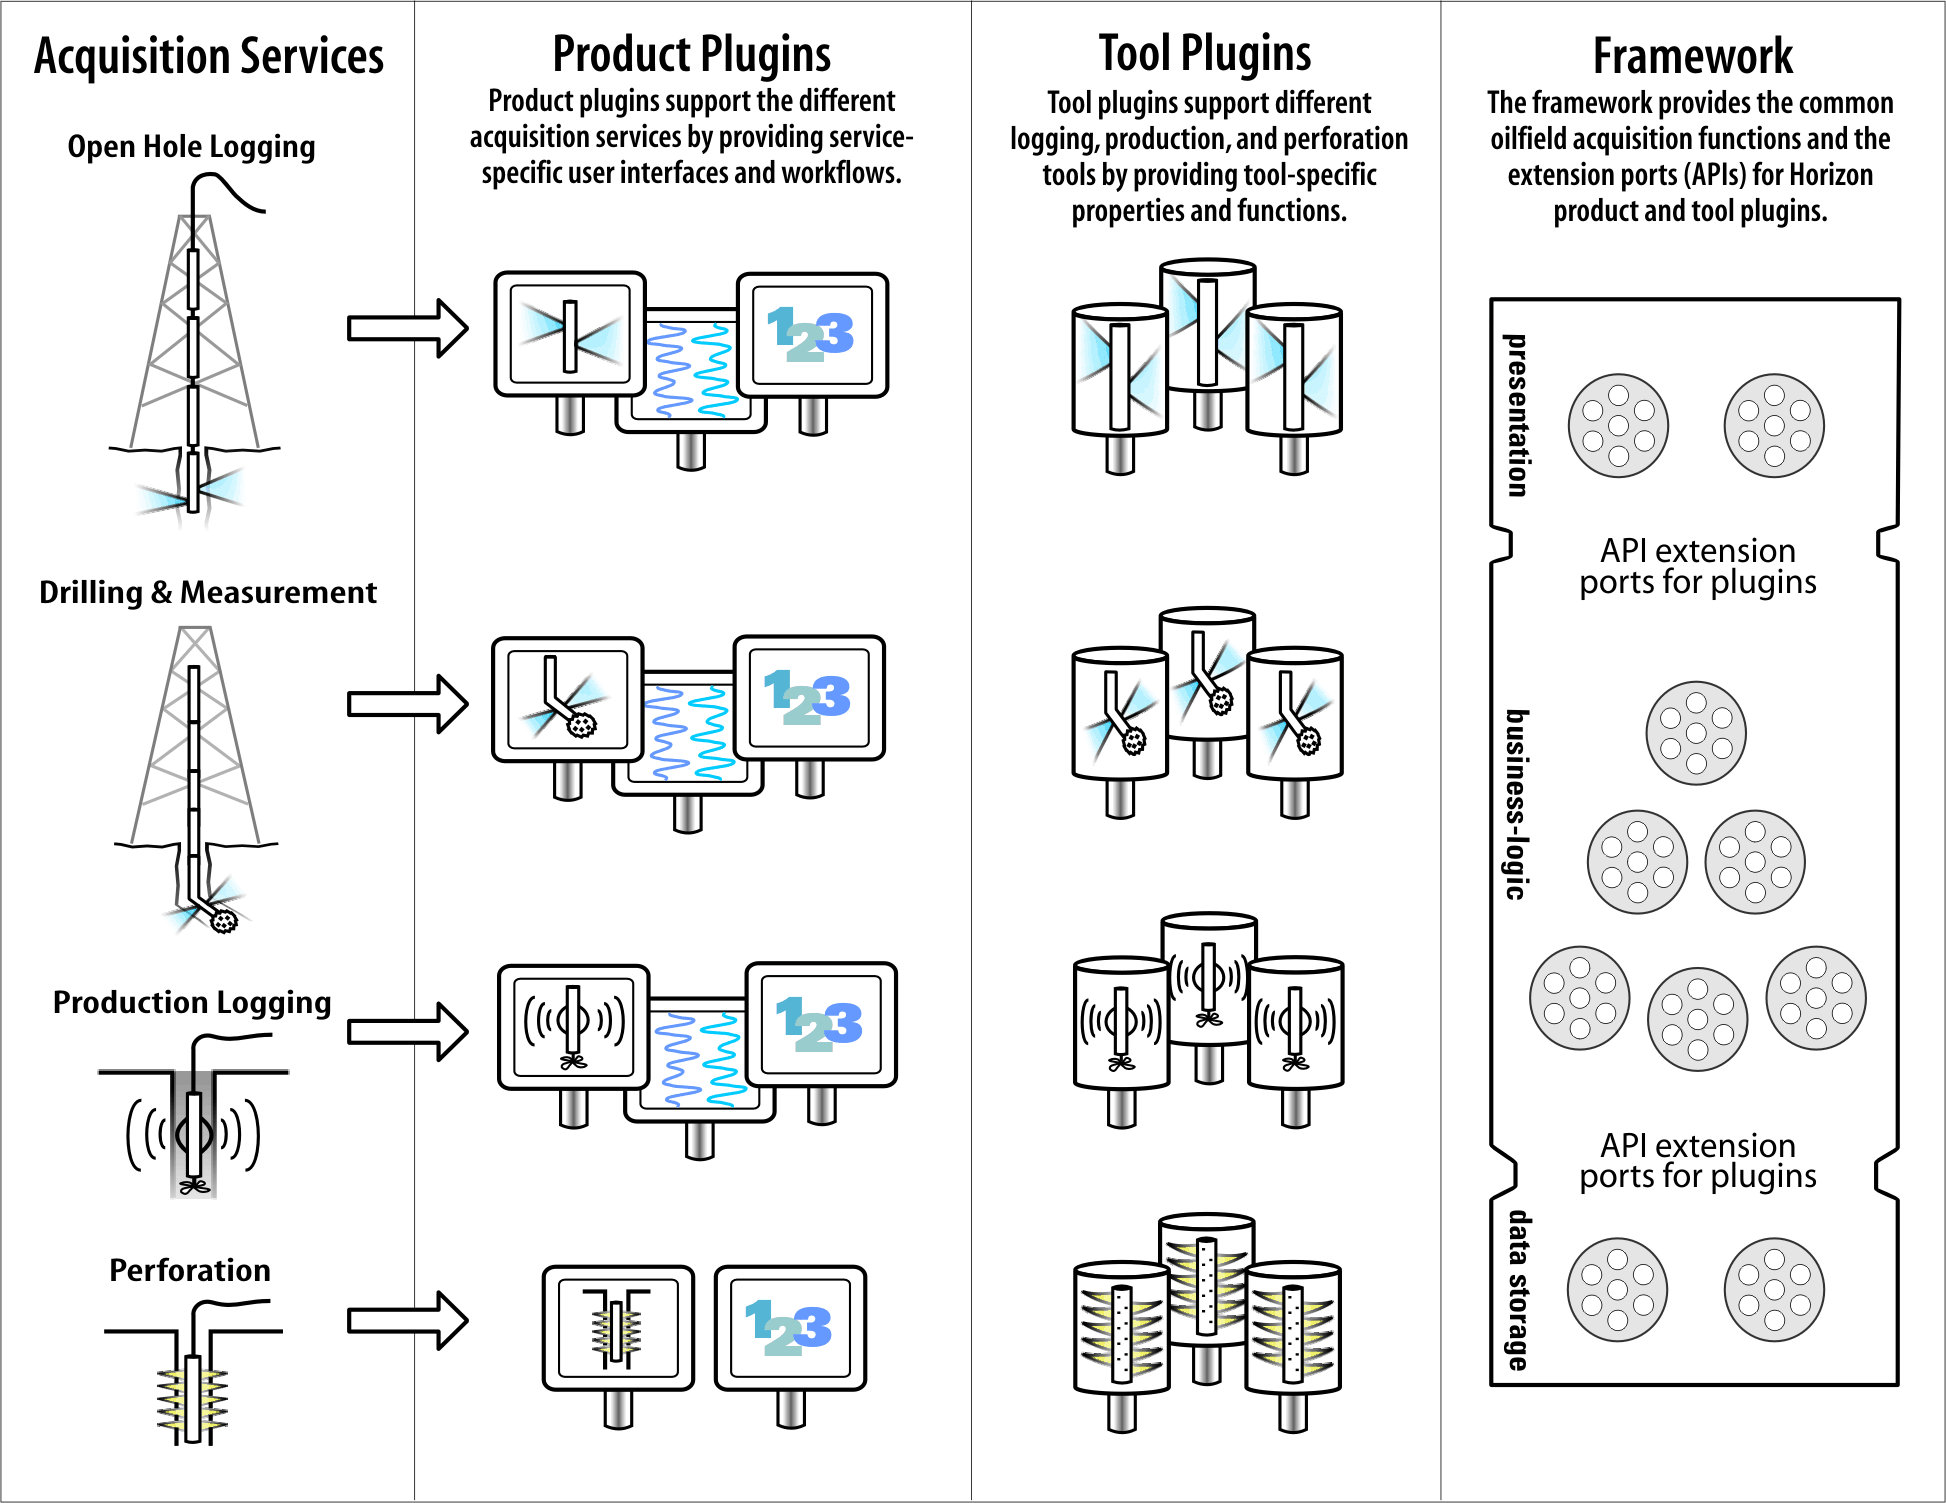 Acquisition Services
Open Hole Logging
Drilling & Measurement
Production Logging
Perforation
Product Plugins
Product plugins support the different
acquisition services by providing service-
specific user interfaces and workflows.
123
123
123
123
Tool Plugins
Tool plugins support different
logging, production, and perforation
tools by providing tool-specific
properties and functions.
Framework
The framework provides the common
oilfield acquisition functions and the
extension ports (APIs) for Horizon
product and tool plugins.
presentation
API extension
ports for plugins
business-logic
API extension
ports for plugins
data storage